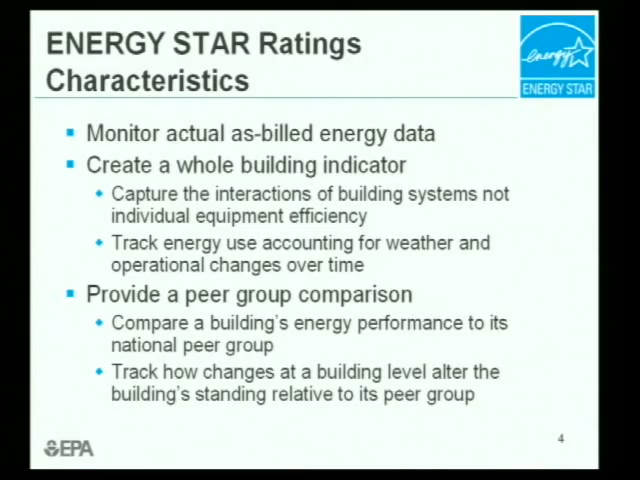 ENERGY STAR Ratings
Characteristics
energy
ENERGY STAR
Monitor actual as-billed energy data
Create a whole building indicator
Capture the interactions of building systems not
individual equipment efficiency
Track energy use accounting for weather and
operational changes over time
Provide a peer group comparison
Compare a building's energy performance to its
national peer group
Track how changes at a building level alter the
building's standing relative to its peer group
4
EPA